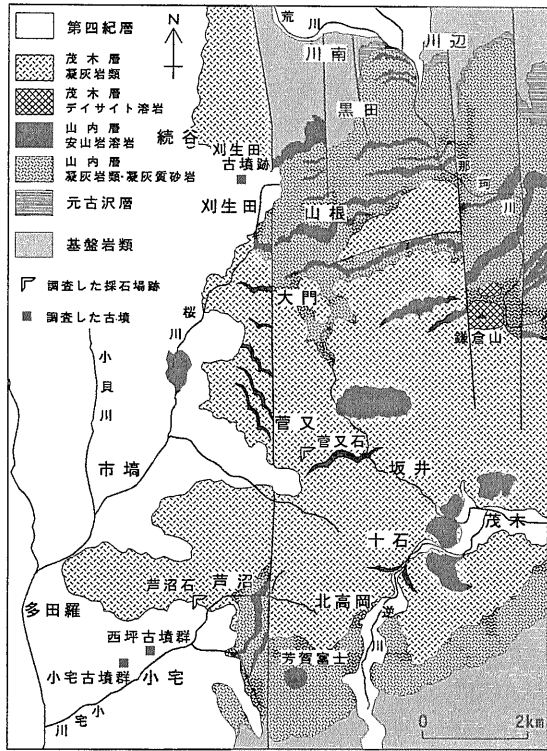 第四紀層
茂木層
凝灰岩類
茂木層
デイサイト溶岩
山内層
安山岩溶岩
山内層
凝灰岩類・凝灰質砂岩
元古沢層
基盤岩類
調査した採石場跡
調査した古墳
N
荒川
川南
川辺
黒田
続谷
刈生田
古墳跡
刈生田
那珂川
山根
大門
桜川
小貝川
鎌倉山
菅又
菅又石
市塙
坂井
茂木
十石
芦沼石
芦沼
北高岡
逆川
多田羅
西坪古墳群
小宅古墳群
小宅
芳賀富士
小宅川
0 2km